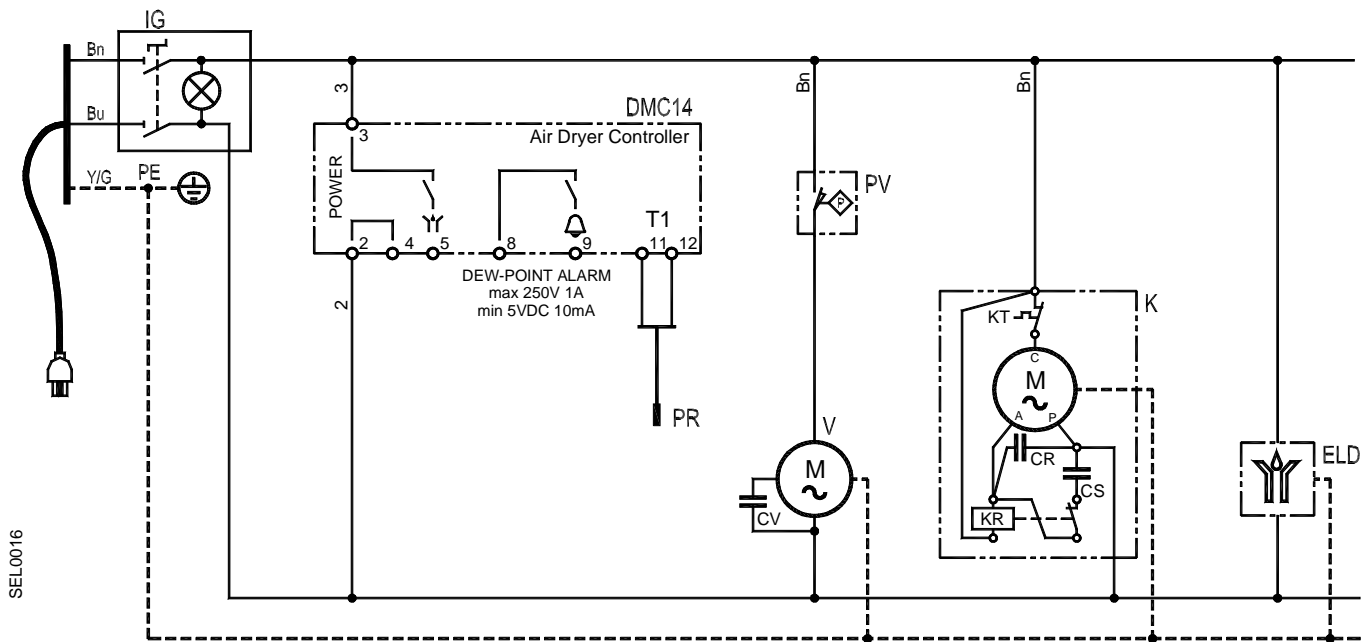 IG
Bn
Bu
Y/G
PE
3
DMC14
3
Air Dryer Controller
POWER
T1
2
4
5
8
9
11
12
DEW-POINT ALARM
max 250V 1A
min 5VDC 10mA
2
PR
Bn
PV
P
V
M
CV
Bn
K
KT
C
M
A
P
CR
CS
KR
ELD
SEL0016